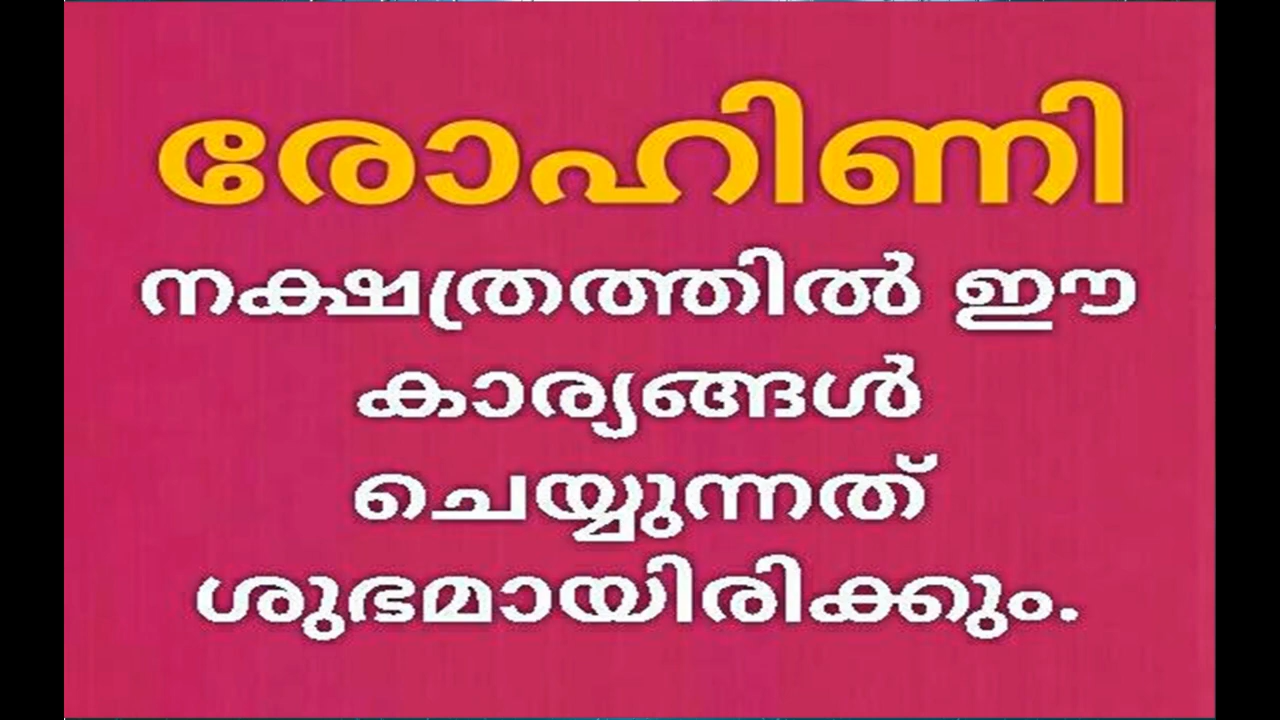 രോഹിണി
നക്ഷത്രത്തിൽ ഈ
കാര്യങ്ങൾ
ചെയ്യുന്നത്
ശുഭമായിരിക്കും.